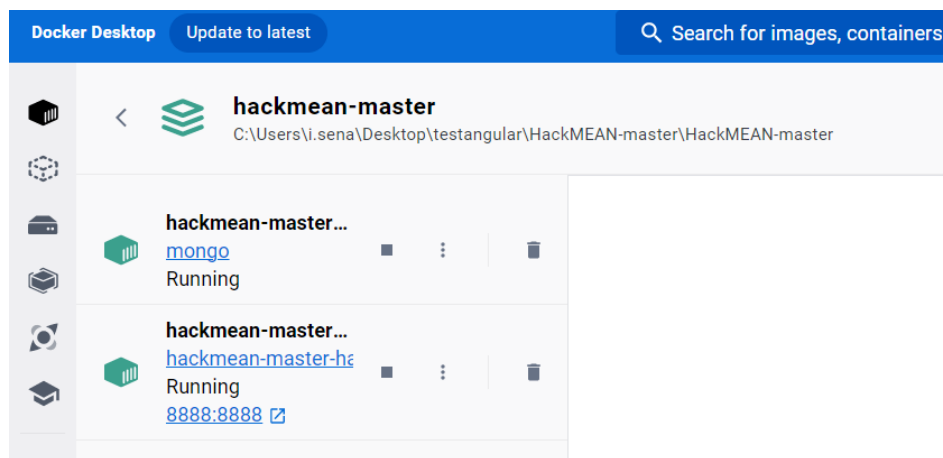 Docker Desktop Update to latest Search for images, containers
hackmean-master
C:\Users\i.sena\Desktop\testangular\HackMEAN-master\HackMEAN-master
hackmean-master...
mongo
Running
hackmean-master...
hackmean-master-ha
Running
8888:8888